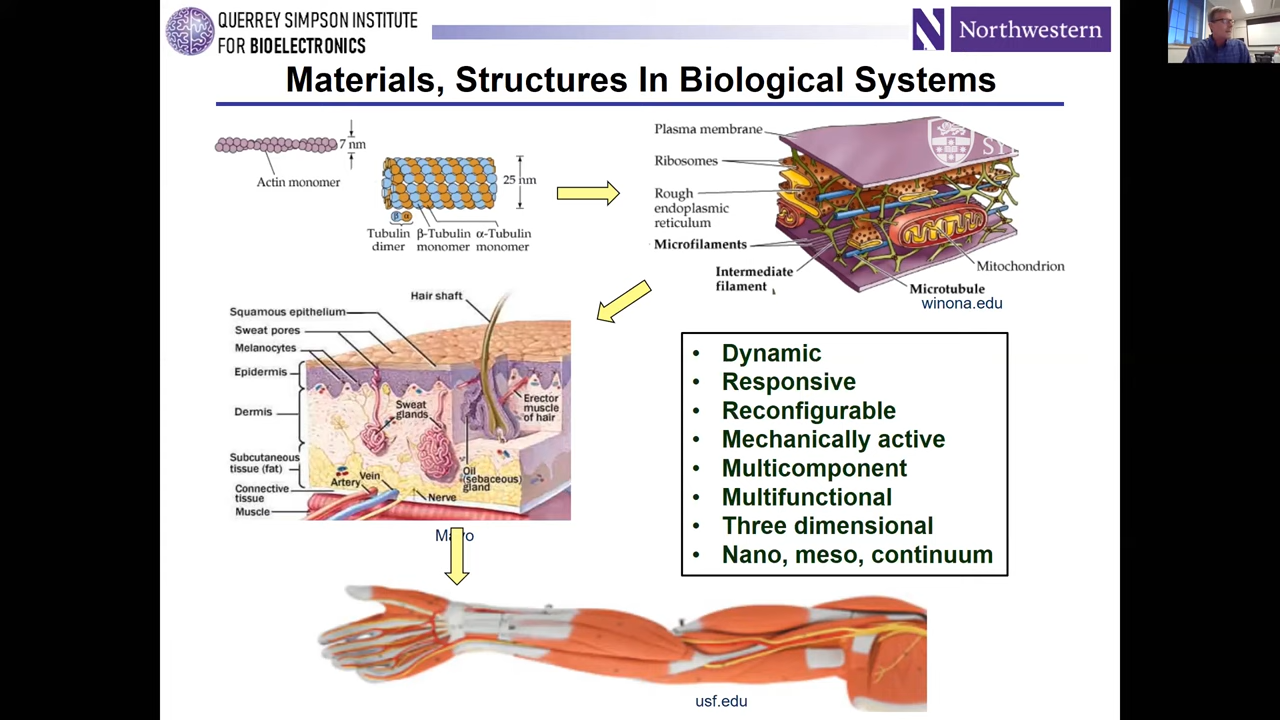 QUERREY SIMPSON INSTITUTE
FOR BIOELECTRONICS
N
Northwestern
Materials, Structures In Biological Systems
7 nm
Actin monomer
25 nm
β α
Tubulin
dimer
β-Tubulin
monomer
α-Tubulin
monomer
Plasma membrane
Ribosomes
Rough
endoplasmic
reticulum
Microfilaments
Intermediate
filament
Mitochondrion
Microtubule
winona.edu
SY
Hair shaft
Squamous epithelium
Sweat pores
Melanocytes
Epidermis
Dermis
Subcutaneous
tissue (fat)
Connective
tissue
Muscle
Sweat
glands
Erector
muscle
of hair
Oil
(sebaceous)
gland
Artery
Vein
Nerve
• Dynamic
• Responsive
• Reconfigurable
• Mechanically active
• Multicomponent
• Multifunctional
• Three dimensional
• Nano, meso, continuum
usf.edu